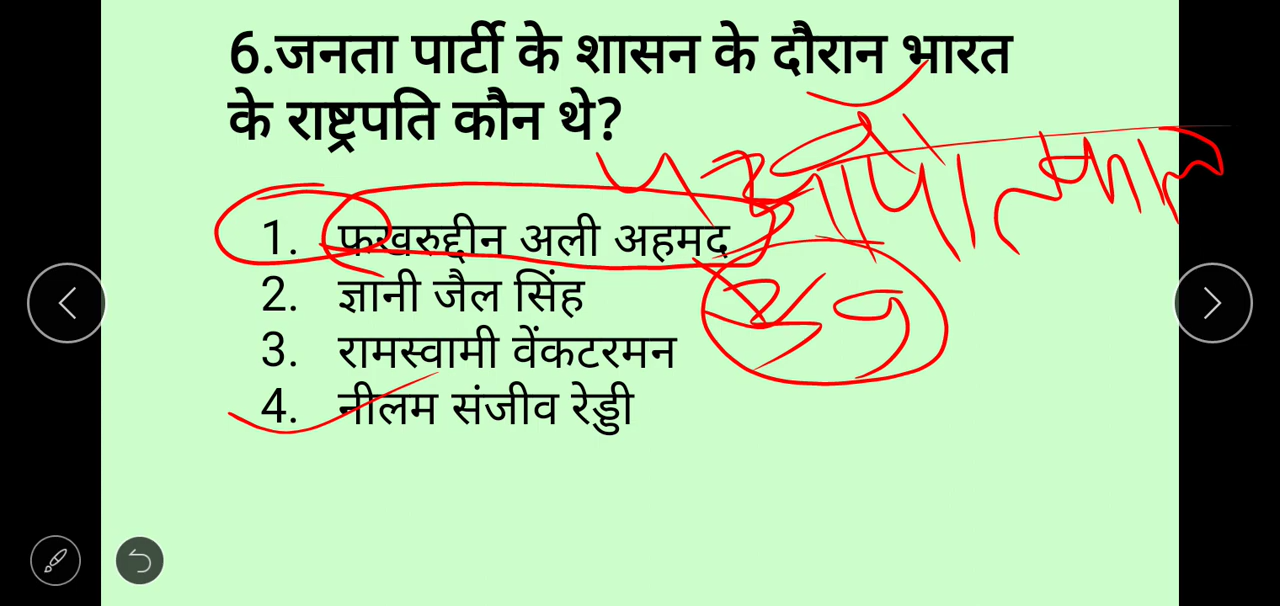 6.जनता पार्टी के शासन के दौरान भारत
के राष्ट्रपति कौन थे?
1. फखरुद्दीन अली अहमद
2. ज्ञानी जैल सिंह
3. रामस्वामी वेंकटरमन
4. नीलम संजीव रेड्डी